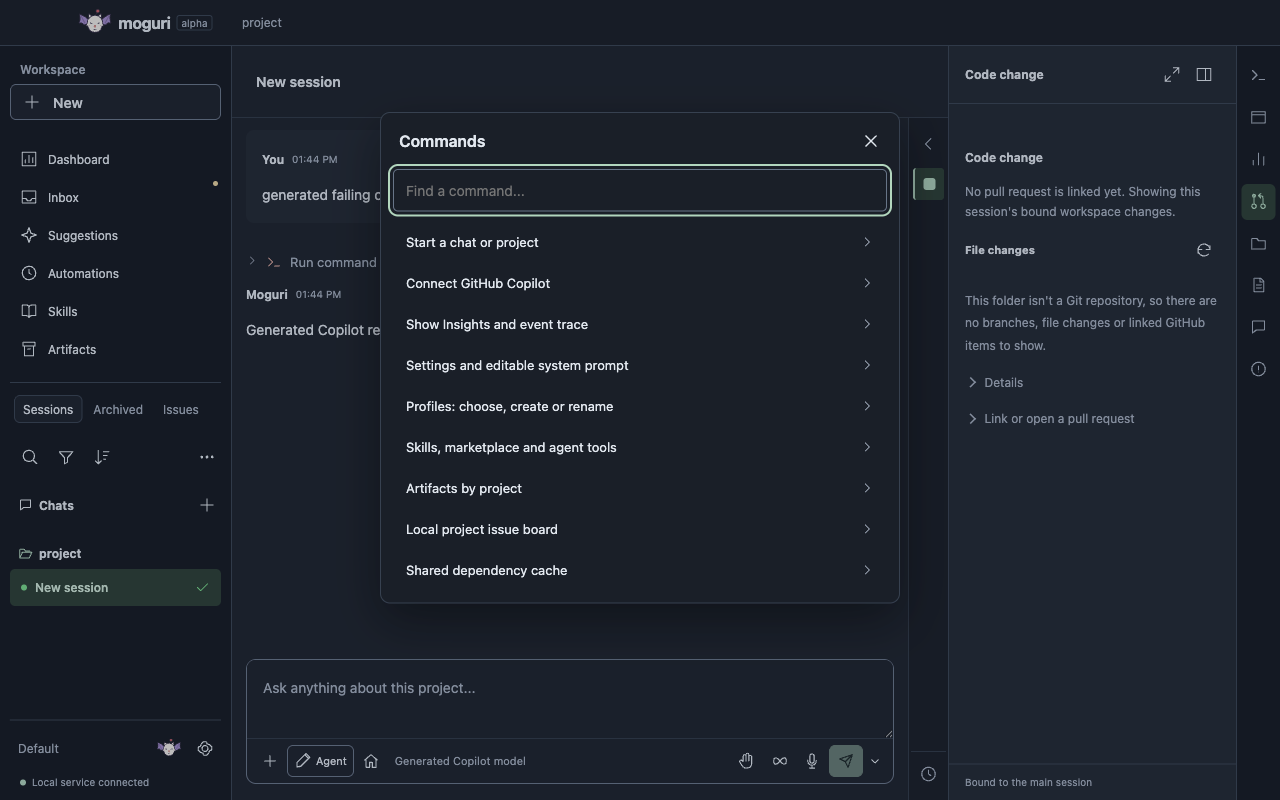 moguri alpha project
Workspace
New
Dashboard
Inbox
Suggestions
Automations
Skills
Artifacts
Sessions Archived Issues
Chats
project
New session
Default
Local service connected
New session
You 01:44 PM
generated failing c
Run command
Moguri 01:44 PM
Generated Copilot re
Commands
Find a command...
Start a chat or project
Connect GitHub Copilot
Show Insights and event trace
Settings and editable system prompt
Profiles: choose, create or rename
Skills, marketplace and agent tools
Artifacts by project
Local project issue board
Shared dependency cache
Ask anything about this project...
Agent Generated Copilot model
Code change
Code change
No pull request is linked yet. Showing this
session's bound workspace changes.
File changes
This folder isn't a Git repository, so there are
no branches, file changes or linked GitHub
items to show.
Details
Link or open a pull request
Bound to the main session